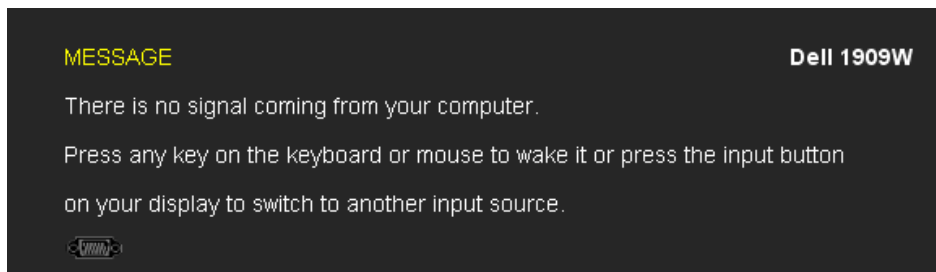 MESSAGE Dell 1909W
There is no signal coming from your computer.
Press any key on the keyboard or mouse to wake it or press the input button
on your display to switch to another input source.